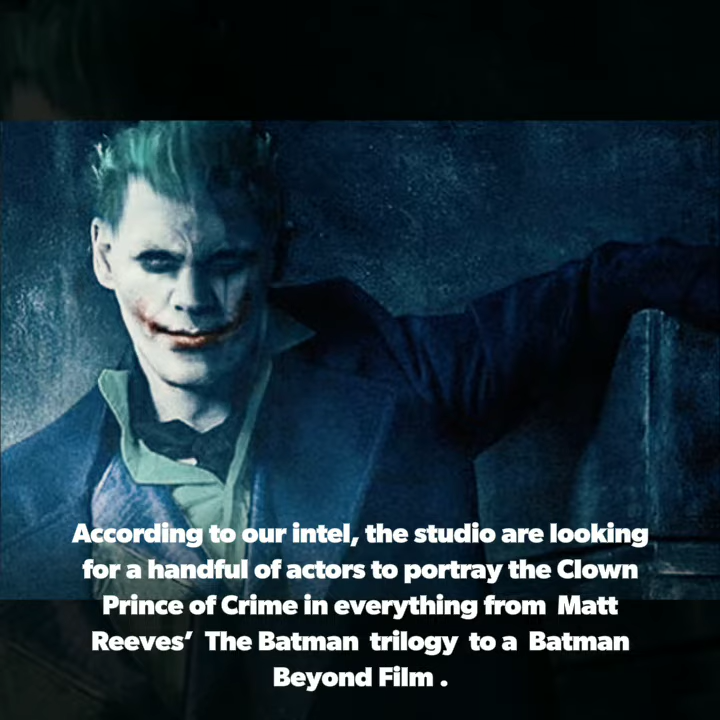 According to our intel, the studio are looking
for a handful of actors to portray the Clown
Prince of Crime in everything from Matt
Reeves’ The Batman trilogy to a Batman
Beyond Film .